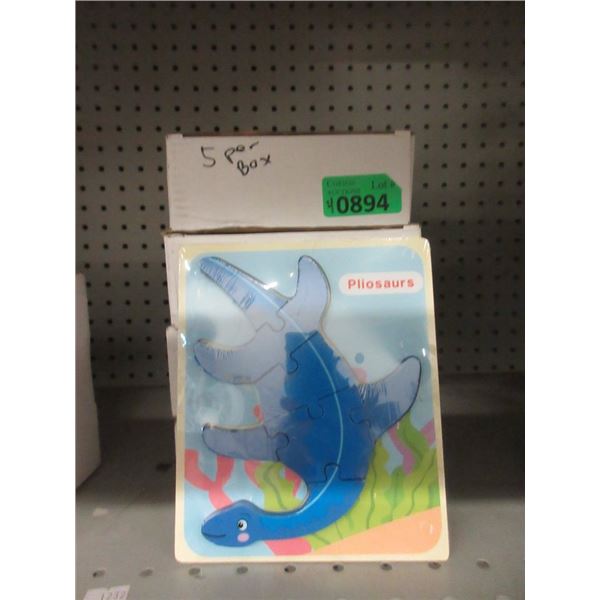 5 per
Box
Lot #
0894
Pliosaurs